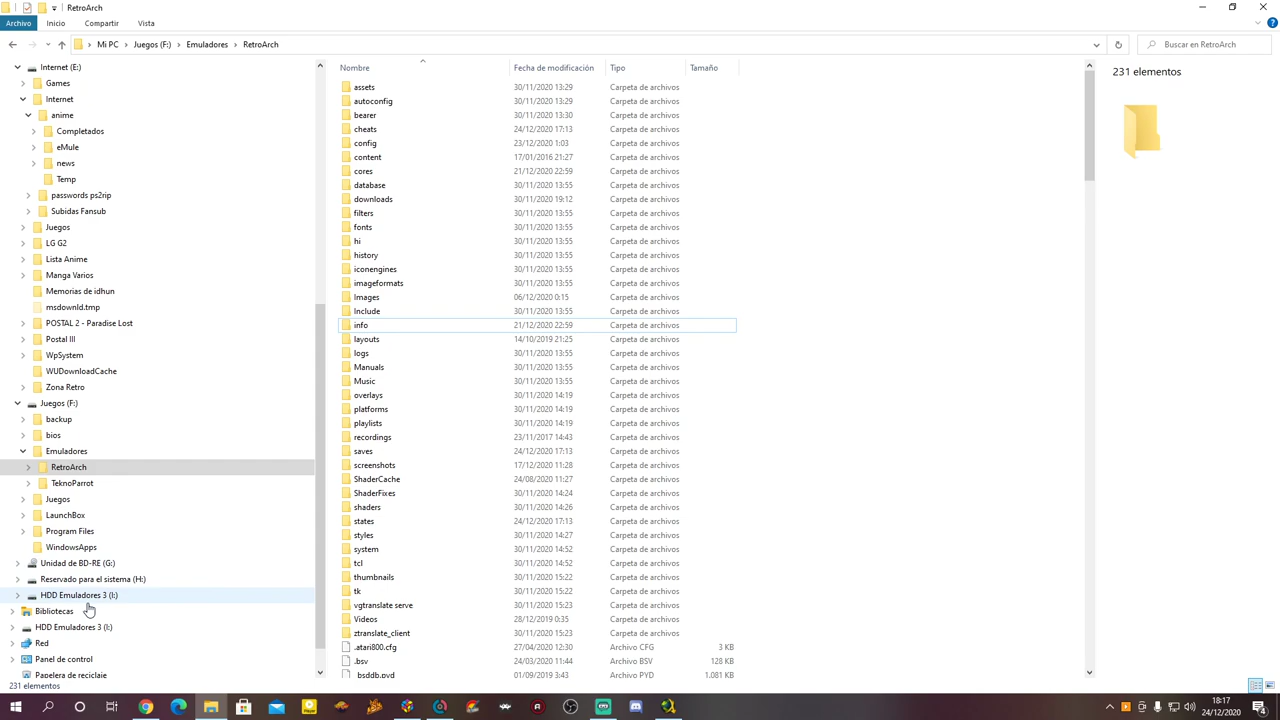 RetroArch
Archivo Inicio Compartir Vista
Mi PC Juegos (F:) Emuladores RetroArch Buscar en RetroArch
Internet (E:)
Games
Internet
anime
Completados
eMule
news
Temp
passwords ps2rip
Subidas Fansub
Juegos
LG G2
Lista Anime
Manga Varios
Memorias de idhun
msdownld.tmp
POSTAL 2 - Paradise Lost
Postal III
WpSystem
WUDownloadCache
Zona Retro
Juegos (F:)
backup
bios
Emuladores
RetroArch
TeknoParrot
Juegos
LaunchBox
Program Files
WindowsApps
Unidad de BD-RE (G:)
Reservado para el sistema (H:)
HDD Emuladores 3 (I:)
Bibliotecas
HDD Emuladores 3 (I:)
Red
Panel de control
Papelera de reciclaje
Nombre Fecha de modificación Tipo Tamaño
assets 30/11/2020 13:29 Carpeta de archivos
autoconfig 30/11/2020 13:29 Carpeta de archivos
bearer 30/11/2020 13:30 Carpeta de archivos
cheats 24/12/2020 17:13 Carpeta de archivos
config 23/12/2020 1:03 Carpeta de archivos
content 17/01/2016 21:27 Carpeta de archivos
cores 21/12/2020 22:59 Carpeta de archivos
database 30/11/2020 13:55 Carpeta de archivos
downloads 30/11/2020 19:12 Carpeta de archivos
filters 30/11/2020 13:55 Carpeta de archivos
fonts 30/11/2020 13:55 Carpeta de archivos
hi 30/11/2020 13:55 Carpeta de archivos
history 30/11/2020 13:55 Carpeta de archivos
iconengines 30/11/2020 13:55 Carpeta de archivos
imageformats 30/11/2020 13:55 Carpeta de archivos
Images 06/12/2020 0:15 Carpeta de archivos
Include 30/11/2020 13:55 Carpeta de archivos
info 21/12/2020 22:59 Carpeta de archivos
layouts 14/10/2019 21:25 Carpeta de archivos
logs 30/11/2020 13:55 Carpeta de archivos
Manuals 30/11/2020 13:55 Carpeta de archivos
Music 30/11/2020 13:55 Carpeta de archivos
overlays 30/11/2020 14:19 Carpeta de archivos
platforms 30/11/2020 14:19 Carpeta de archivos
playlists 30/11/2020 14:19 Carpeta de archivos
recordings 23/11/2017 14:43 Carpeta de archivos
saves 24/12/2020 17:13 Carpeta de archivos
screenshots 17/12/2020 11:28 Carpeta de archivos
ShaderCache 24/08/2020 11:27 Carpeta de archivos
ShaderFixes 30/11/2020 14:24 Carpeta de archivos
shaders 30/11/2020 14:26 Carpeta de archivos
states 24/12/2020 17:13 Carpeta de archivos
styles 30/11/2020 14:27 Carpeta de archivos
system 30/11/2020 14:52 Carpeta de archivos
tcl 30/11/2020 14:52 Carpeta de archivos
thumbnails 30/11/2020 15:22 Carpeta de archivos
tk 30/11/2020 15:22 Carpeta de archivos
vgtranslate serve 30/11/2020 15:23 Carpeta de archivos
Videos 28/12/2019 0:35 Carpeta de archivos
ztranslate_client 30/11/2020 15:23 Carpeta de archivos
.atari800.cfg 27/04/2020 12:30 Archivo CFG 3 KB
.bsv 24/03/2020 11:44 Archivo BSV 128 KB
_bsddb.pyd 01/09/2019 3:43 Archivo PYD 1.081 KB
231 elementos
231 elementos
18:17
24/12/2020